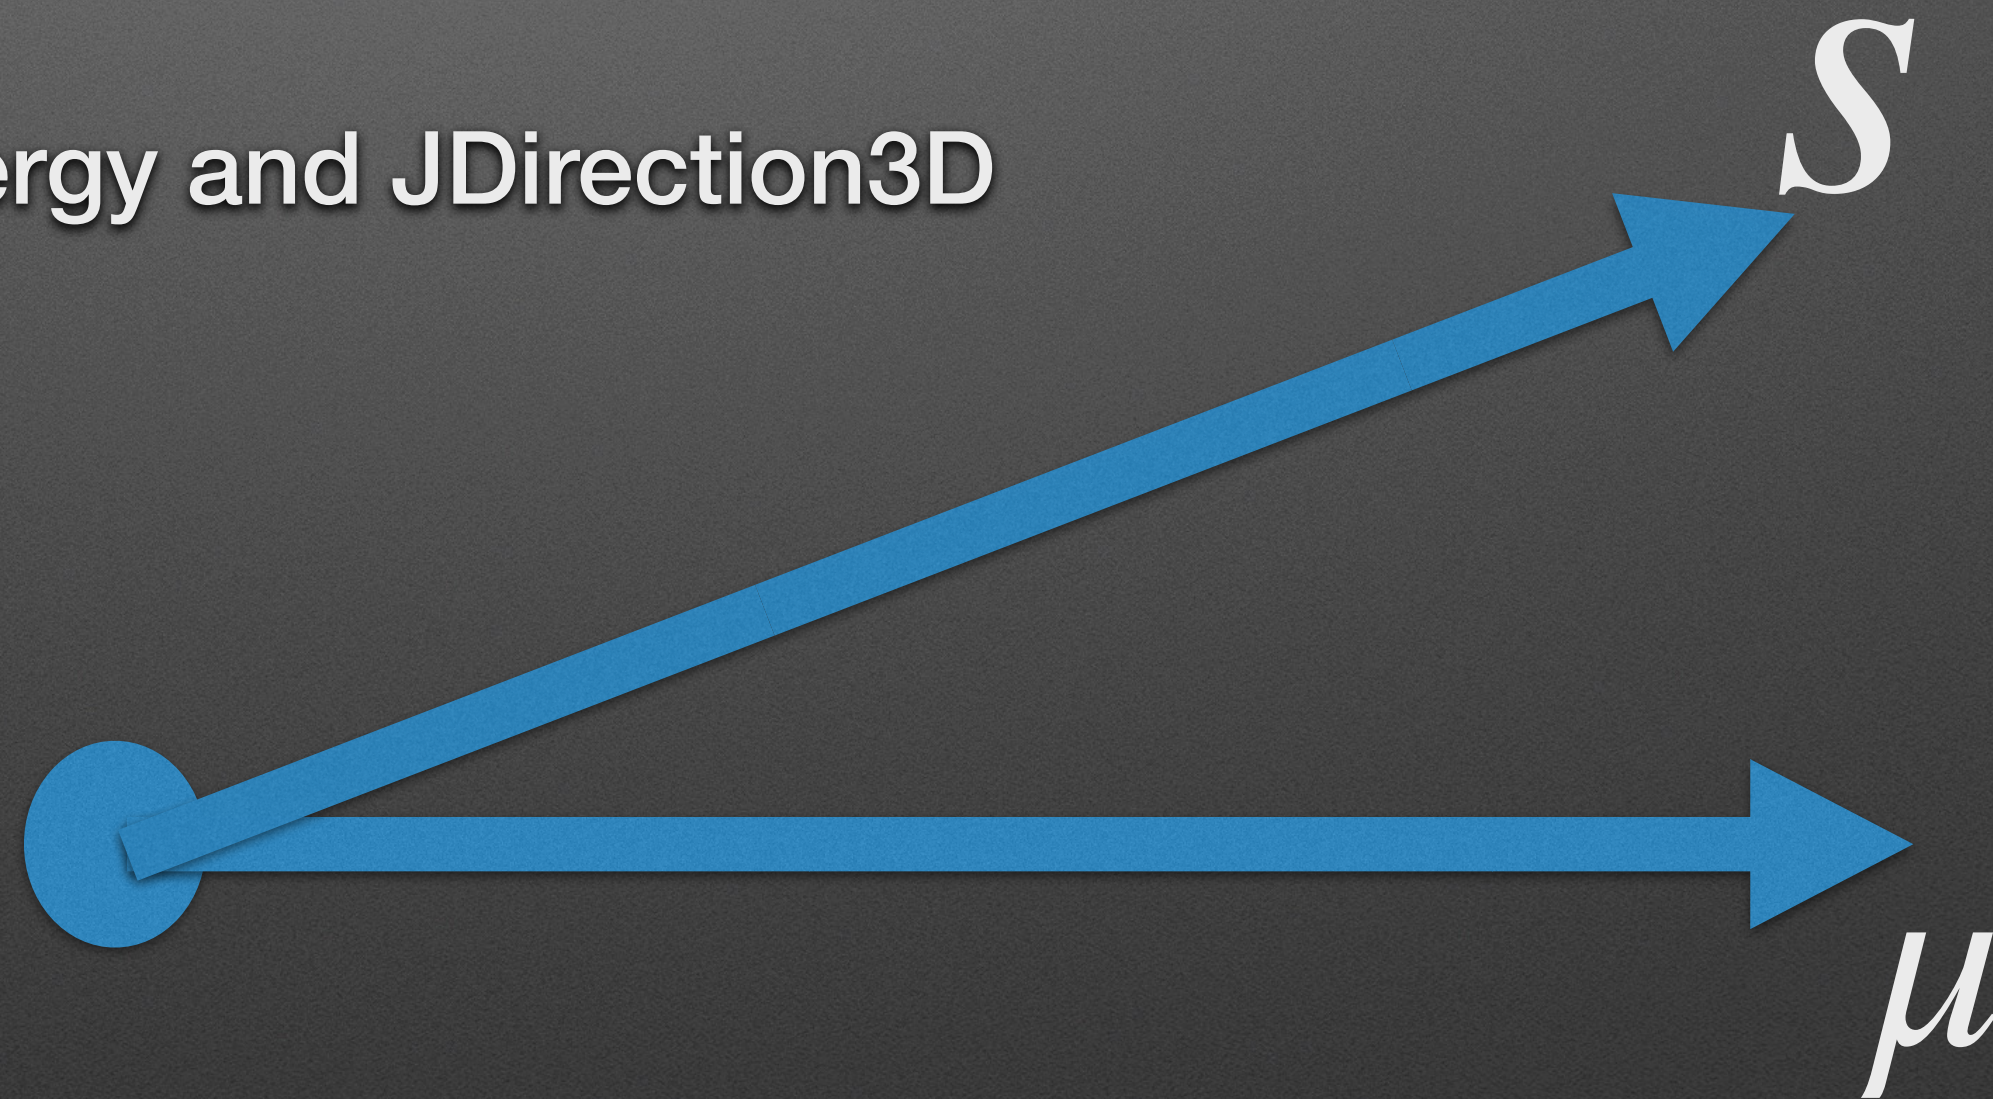 S
ergy and JDirection3D
μ